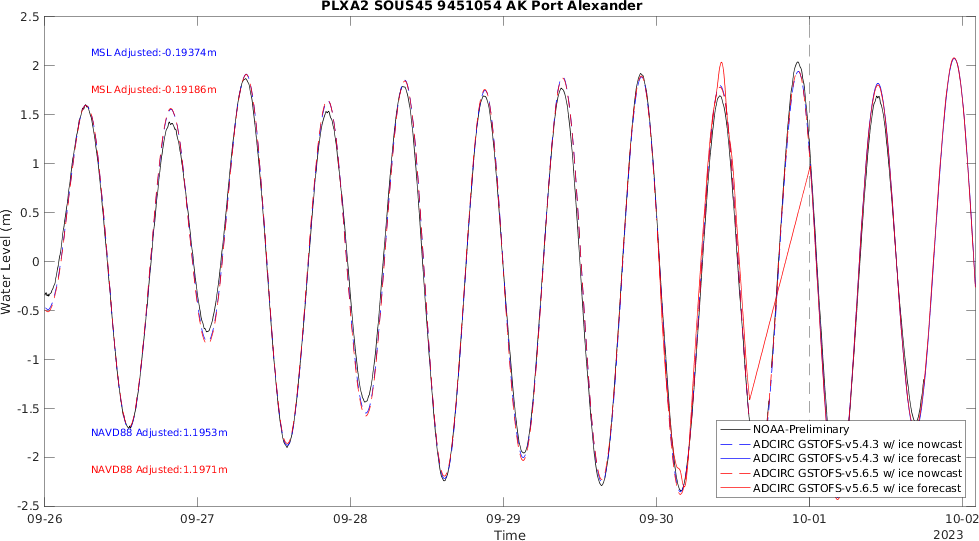 PLXA2 SOUS45 9451054 AK Port Alexander
2.5
2
1.5
1
0.5
0
-0.5
-1
-1.5
-2
-2.5
Water Level (m)
MSL Adjusted:-0.19374m
MSL Adjusted:-0.19186m
NAVD88 Adjusted:1.1953m
NAVD88 Adjusted:1.1971m
NOAA-Preliminary
ADCIRC GSTOFS-v5.4.3 w/ ice nowcast
ADCIRC GSTOFS-v5.4.3 w/ ice forecast
ADCIRC GSTOFS-v5.6.5 w/ ice nowcast
ADCIRC GSTOFS-v5.6.5 w/ ice forecast
09-26 09-27 09-28 09-29 09-30 10-01 10-02
Time
2023